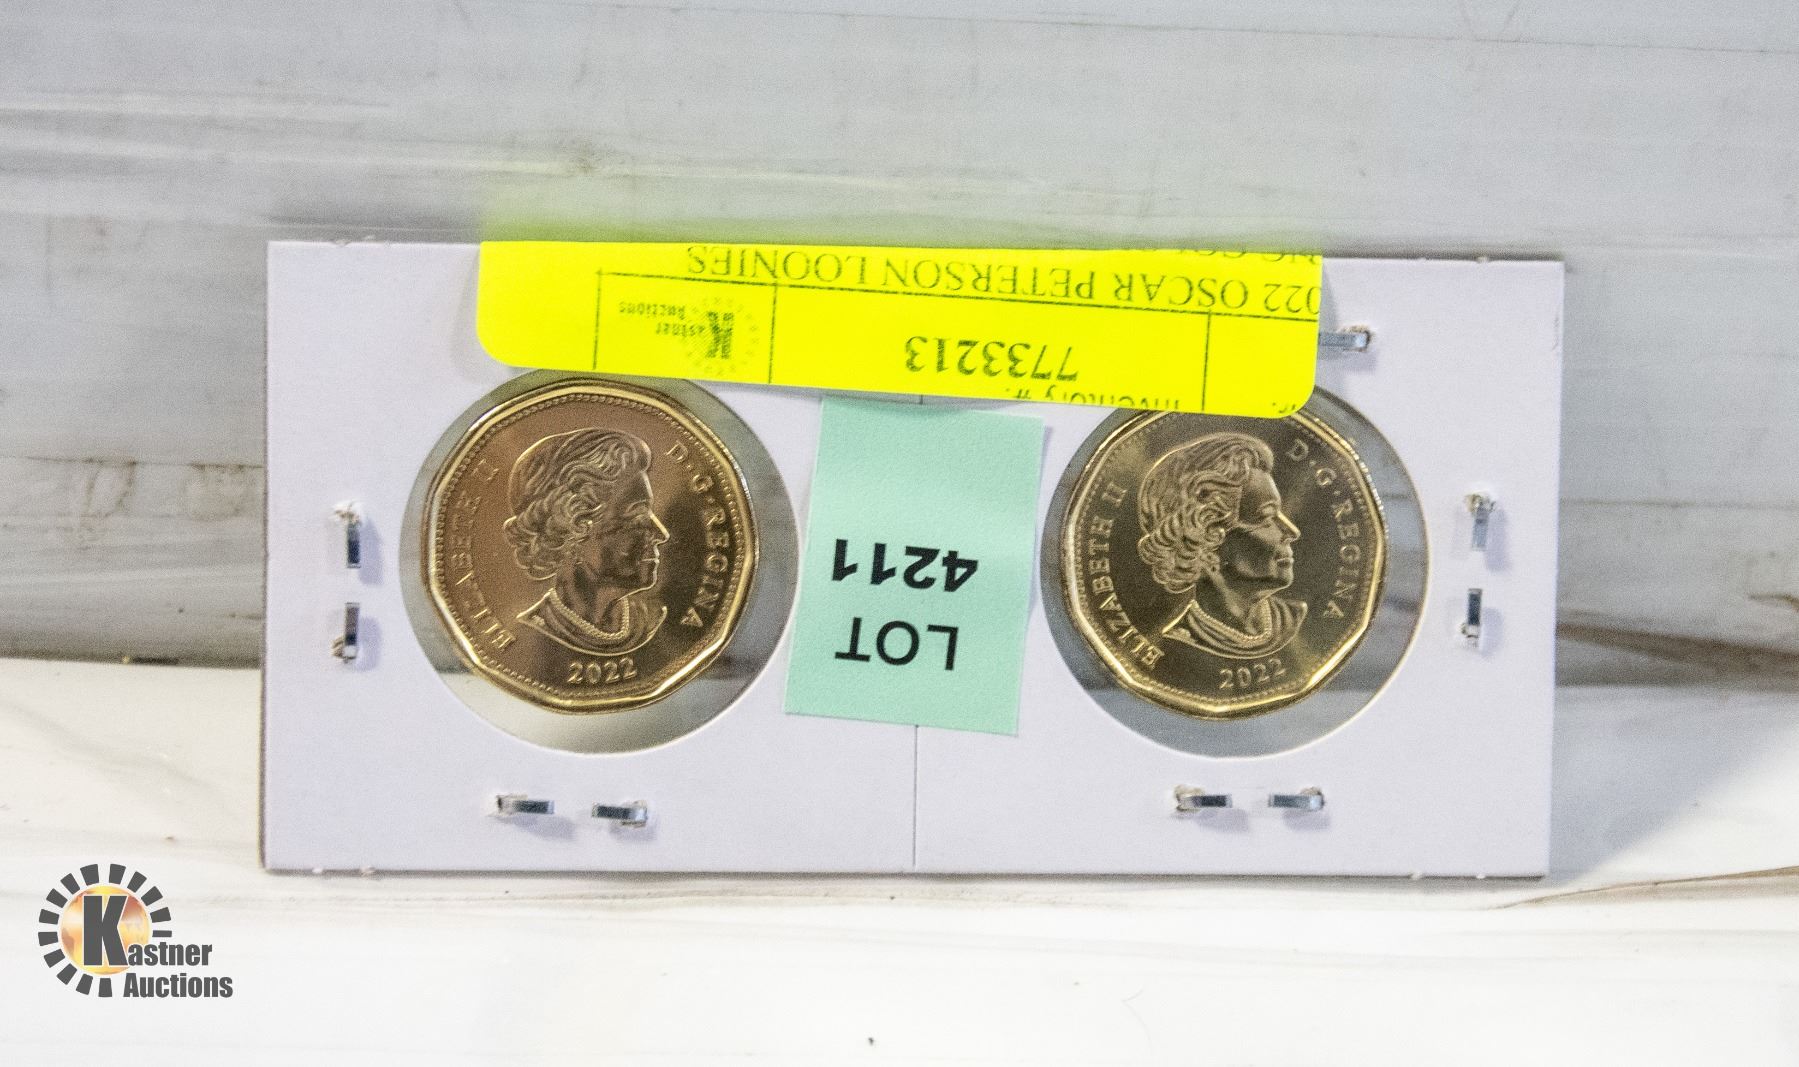 022 OSCAR PETERSON LOONIES
Kastner
Auctions
Inventory #:
7733213
LOT
4211
ELIZABETH II D·G·REGINA
2022
ELIZABETH II D·G·REGINA
2022
Kastner
Auctions